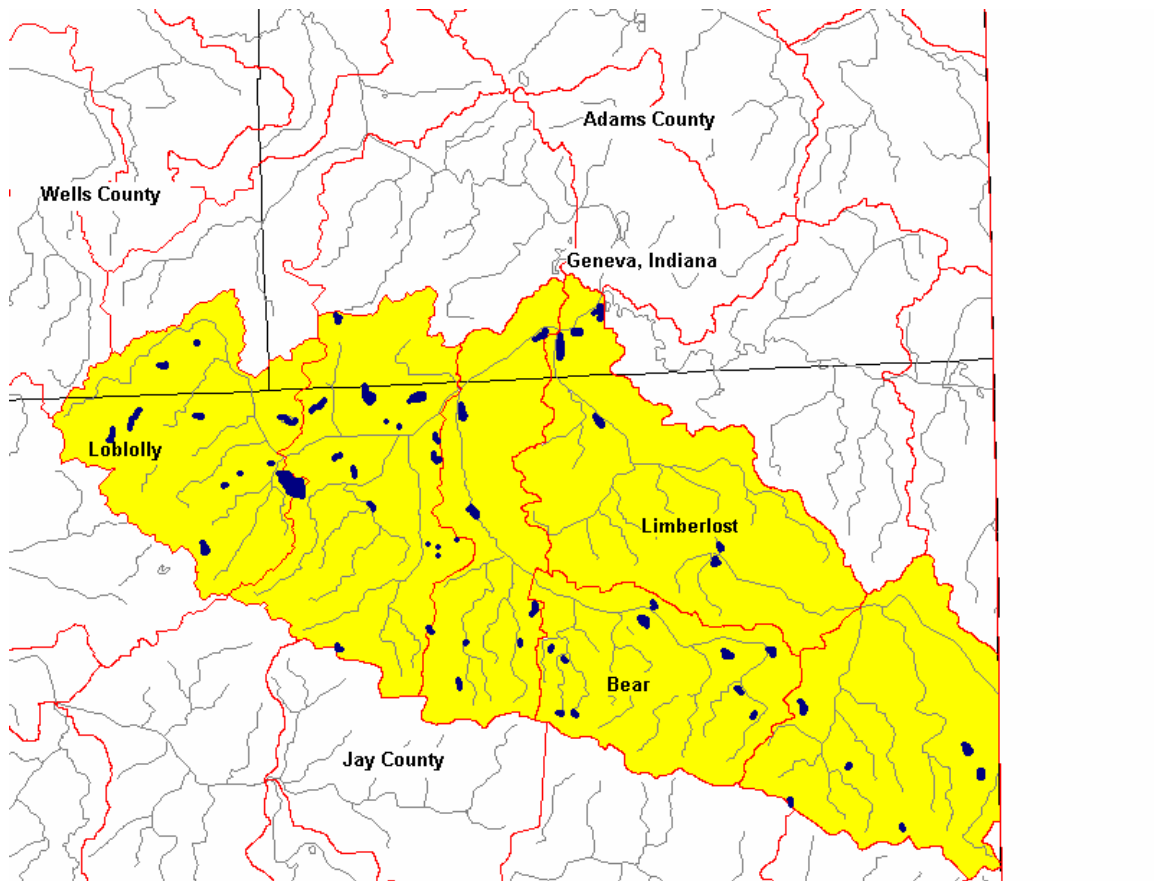 Adams County
Wells County
Geneva, Indiana
Loblolly
Limberlost
Bear
Jay County